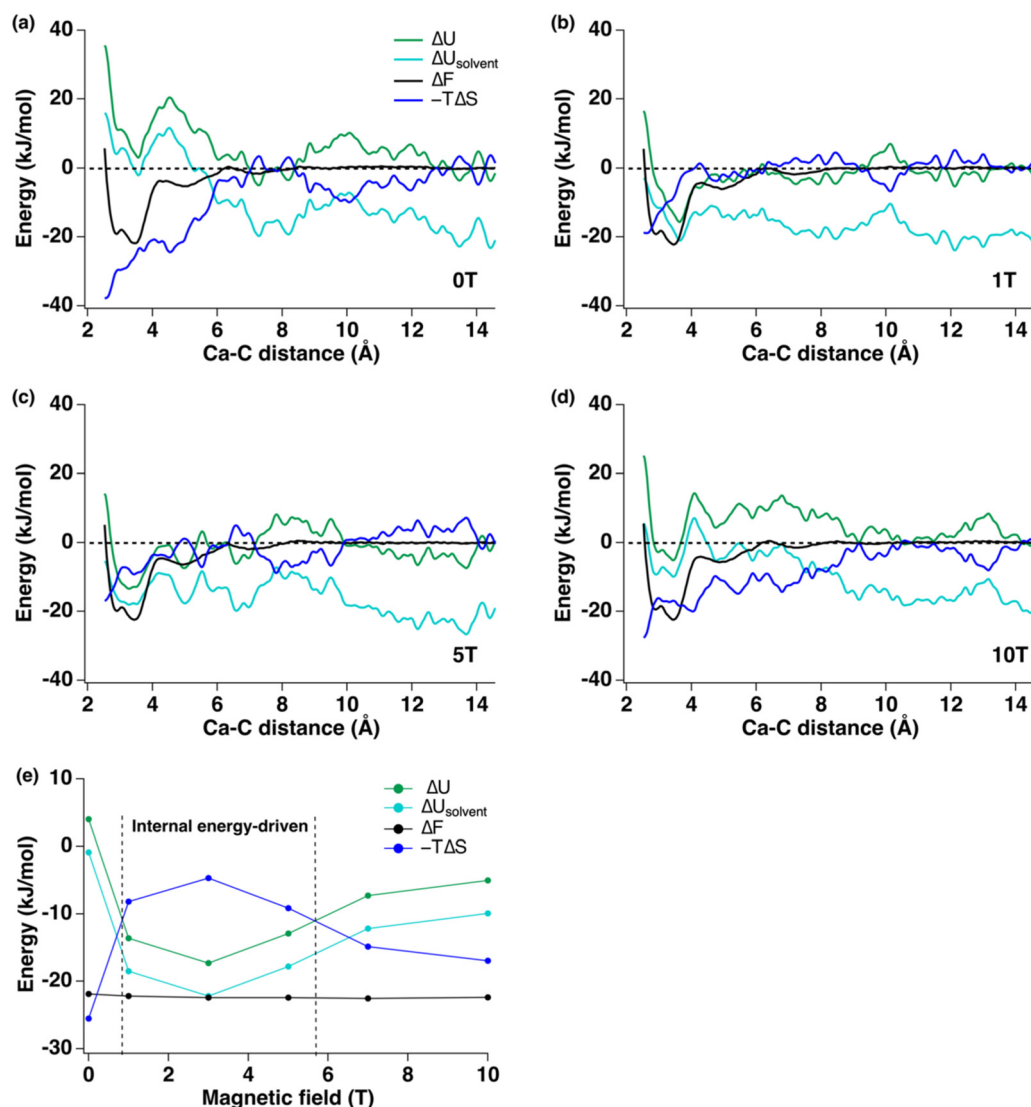 (a)
40
20
0
-20
-40
Energy (kJ/mol)
ΔU
ΔUsolvent
ΔF
−TΔS
0T
2 4 6 8 10 12 14
Ca-C distance (Å)
(b)
40
20
0
-20
-40
Energy (kJ/mol)
1T
2 4 6 8 10 12 14
Ca-C distance (Å)
(c)
40
20
0
-20
-40
Energy (kJ/mol)
5T
2 4 6 8 10 12 14
Ca-C distance (Å)
(d)
40
20
0
-20
-40
Energy (kJ/mol)
10T
2 4 6 8 10 12 14
Ca-C distance (Å)
(e)
10
0
-10
-20
-30
Energy (kJ/mol)
Internal energy-driven
ΔU
ΔUsolvent
ΔF
−TΔS
0 2 4 6 8 10
Magnetic field (T)